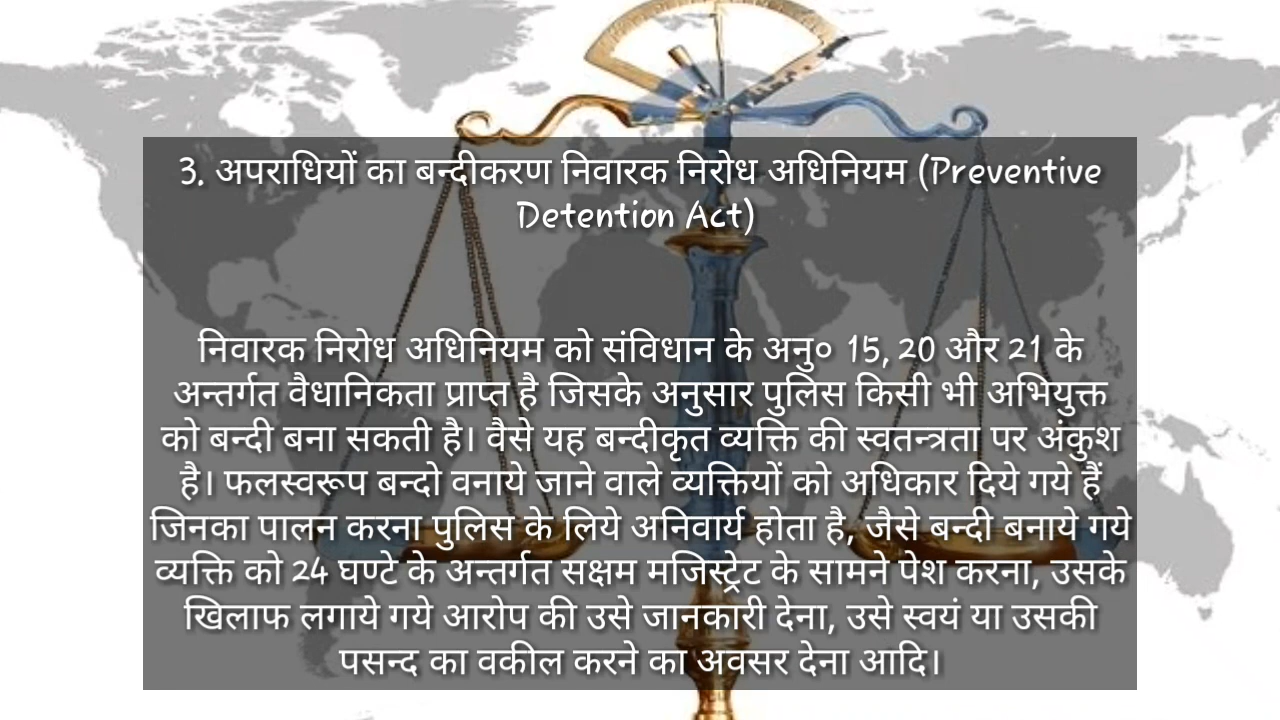 3. अपराधियों का बन्दीकरण निवारक निरोध अधिनियम (Preventive
Detention Act)
निवारक निरोध अधिनियम को संविधान के अनु० 15, 20 और 21 के
अन्तर्गत वैधानिकता प्राप्त है जिसके अनुसार पुलिस किसी भी अभियुक्त
को बन्दी बना सकती है। वैसे यह बन्दीकृत व्यक्ति की स्वतन्त्रता पर अंकुश
है। फलस्वरूप बन्दो वनाये जाने वाले व्यक्तियों को अधिकार दिये गये हैं
जिनका पालन करना पुलिस के लिये अनिवार्य होता है, जैसे बन्दी बनाये गये
व्यक्ति को 24 घण्टे के अन्तर्गत सक्षम मजिस्ट्रेट के सामने पेश करना, उसके
खिलाफ लगाये गये आरोप की उसे जानकारी देना, उसे स्वयं या उसकी
पसन्द का वकील करने का अवसर देना आदि।